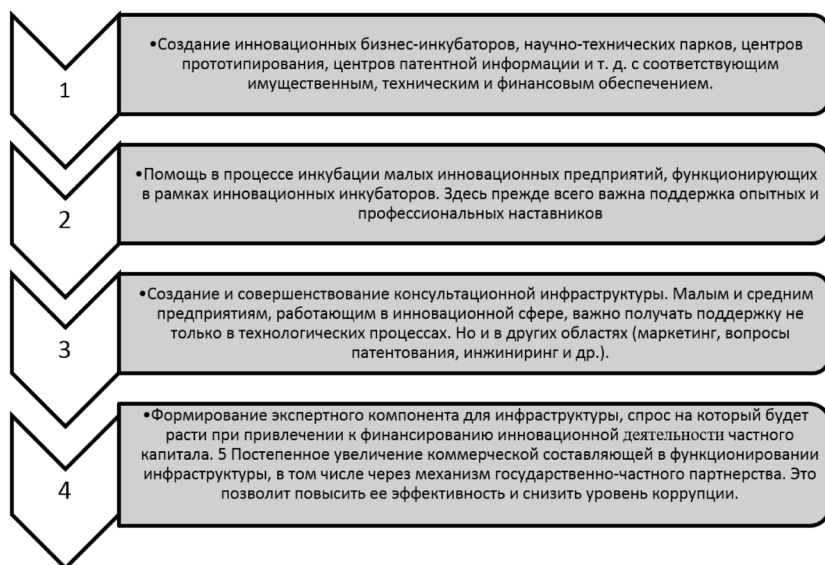 1
•Создание инновационных бизнес-инкубаторов, научно-технических парков, центров
прототипирования, центров патентной информации и т. д. с соответствующим
имущественным, техническим и финансовым обеспечением.
2
•Помощь в процессе инкубации малых инновационных предприятий, функционирующих
в рамках инновационных инкубаторов. Здесь прежде всего важна поддержка опытных и
профессиональных наставников
3
•Создание и совершенствование консультационной инфраструктуры. Малым и средним
предприятиям, работающим в инновационной сфере, важно получать поддержку не
только в технологических процессах. Но и в других областях (маркетинг, вопросы
патентования, инжиниринг и др.).
4
•Формирование экспертного компонента для инфраструктуры, спрос на который будет
расти при привлечении к финансированию инновационной деятельности частного
капитала. 5 Постепенное увеличение коммерческой составляющей в функционировании
инфраструктуры, в том числе через механизм государственно-частного партнерства. Это
позволит повысить ее эффективность и снизить уровень коррупции.